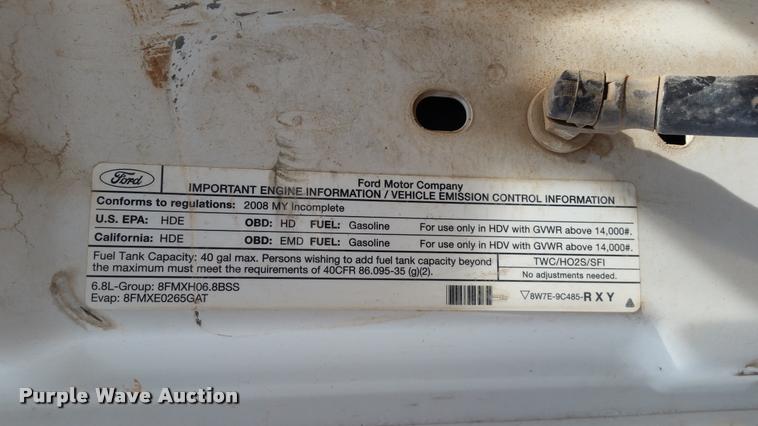 Ford
Ford Motor Company
IMPORTANT ENGINE INFORMATION / VEHICLE EMISSION CONTROL INFORMATION
Conforms to regulations: 2008 MY Incomplete
U.S. EPA: HDE OBD: HD FUEL: Gasoline For use only in HDV with GVWR above 14,000#.
California: HDE OBD: EMD FUEL: Gasoline For use only in HDV with GVWR above 14,000#.
Fuel Tank Capacity: 40 gal max. Persons wishing to add fuel tank capacity beyond
the maximum must meet the requirements of 40CFR 86.095-35 (g)(2).
TWC/HO2S/SFI
No adjustments needed.
6.8L-Group: 8FMXH06.8BSS
Evap: 8FMXE0265GAT
8W7E-9C485-RXY
Purple Wave Auction